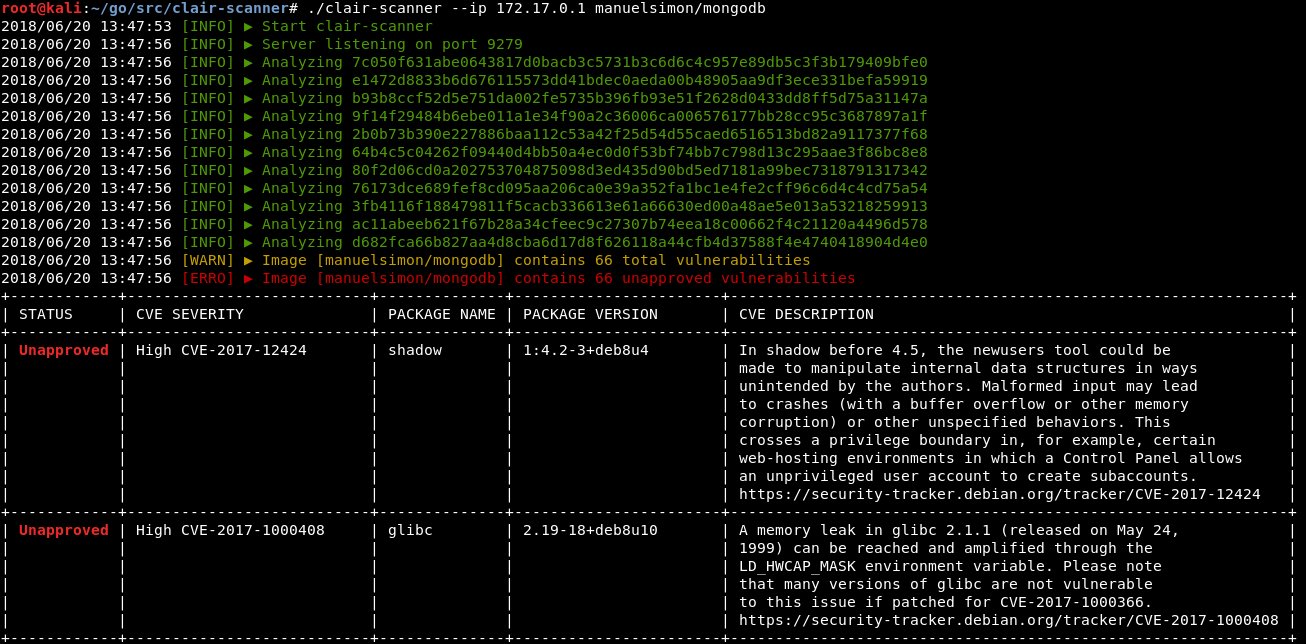 root@kali:~/go/src/clair-scanner# ./clair-scanner --ip 172.17.0.1 manuelsimon/mongodb
2018/06/20 13:47:53 [INFO] ▶ Start clair-scanner
2018/06/20 13:47:56 [INFO] ▶ Server listening on port 9279
2018/06/20 13:47:56 [INFO] ▶ Analyzing 7c050f631abe0643817d0bacb3c5731b3c6d6c4c957e89db5c3f3b179409bfe0
2018/06/20 13:47:56 [INFO] ▶ Analyzing e1472d8833b6d676115573dd41bdec0aeda00b48905aa9df3ece331befa59919
2018/06/20 13:47:56 [INFO] ▶ Analyzing b93b8ccf52d5e751da002fe5735b396fb93e51f2628d0433dd8ff5d75a31147a
2018/06/20 13:47:56 [INFO] ▶ Analyzing 9f14f29484b6ebe011a1e34f90a2c36006ca006576177bb28cc95c3687897a1f
2018/06/20 13:47:56 [INFO] ▶ Analyzing 2b0b73b390e227886baa112c53a42f25d54d55caed6516513bd82a9117377f68
2018/06/20 13:47:56 [INFO] ▶ Analyzing 64b4c5c04262f09440d4bb50a4ec0d0f53bf74bb7c798d13c295aae3f86bc8e8
2018/06/20 13:47:56 [INFO] ▶ Analyzing 80f2d06cd0a202753704875098d3ed435d90bd5ed7181a99bec7318791317342
2018/06/20 13:47:56 [INFO] ▶ Analyzing 76173dce689fef8cd095aa206ca0e39a352fa1bc1e4fe2cff96c6d4c4cd75a54
2018/06/20 13:47:56 [INFO] ▶ Analyzing 3fb4116f188479811f5cacb336613e61a66630ed00a48ae5e013a53218259913
2018/06/20 13:47:56 [INFO] ▶ Analyzing ac11abeeb621f67b28a34cfeec9c27307b74eea18c00662f4c21120a4496d578
2018/06/20 13:47:56 [INFO] ▶ Analyzing d682fca66b827aa4d8cba6d17d8f626118a44cfb4d37588f4e4740418904d4e0
2018/06/20 13:47:56 [WARN] ▶ Image [manuelsimon/mongodb] contains 66 total vulnerabilities
2018/06/20 13:47:56 [ERRO] ▶ Image [manuelsimon/mongodb] contains 66 unapproved vulnerabilities
STATUS | CVE SEVERITY | PACKAGE NAME | PACKAGE VERSION | CVE DESCRIPTION
Unapproved | High CVE-2017-12424 | shadow | 1:4.2-3+deb8u4 | In shadow before 4.5, the newusers tool could be
made to manipulate internal data structures in ways
unintended by the authors. Malformed input may lead
to crashes (with a buffer overflow or other memory
corruption) or other unspecified behaviors. This
crosses a privilege boundary in, for example, certain
web-hosting environments in which a Control Panel allows
an unprivileged user account to create subaccounts.
https://security-tracker.debian.org/tracker/CVE-2017-12424
Unapproved | High CVE-2017-1000408 | glibc | 2.19-18+deb8u10 | A memory leak in glibc 2.1.1 (released on May 24,
1999) can be reached and amplified through the
LD_HWCAP_MASK environment variable. Please note
that many versions of glibc are not vulnerable
to this issue if patched for CVE-2017-1000366.
https://security-tracker.debian.org/tracker/CVE-2017-1000408